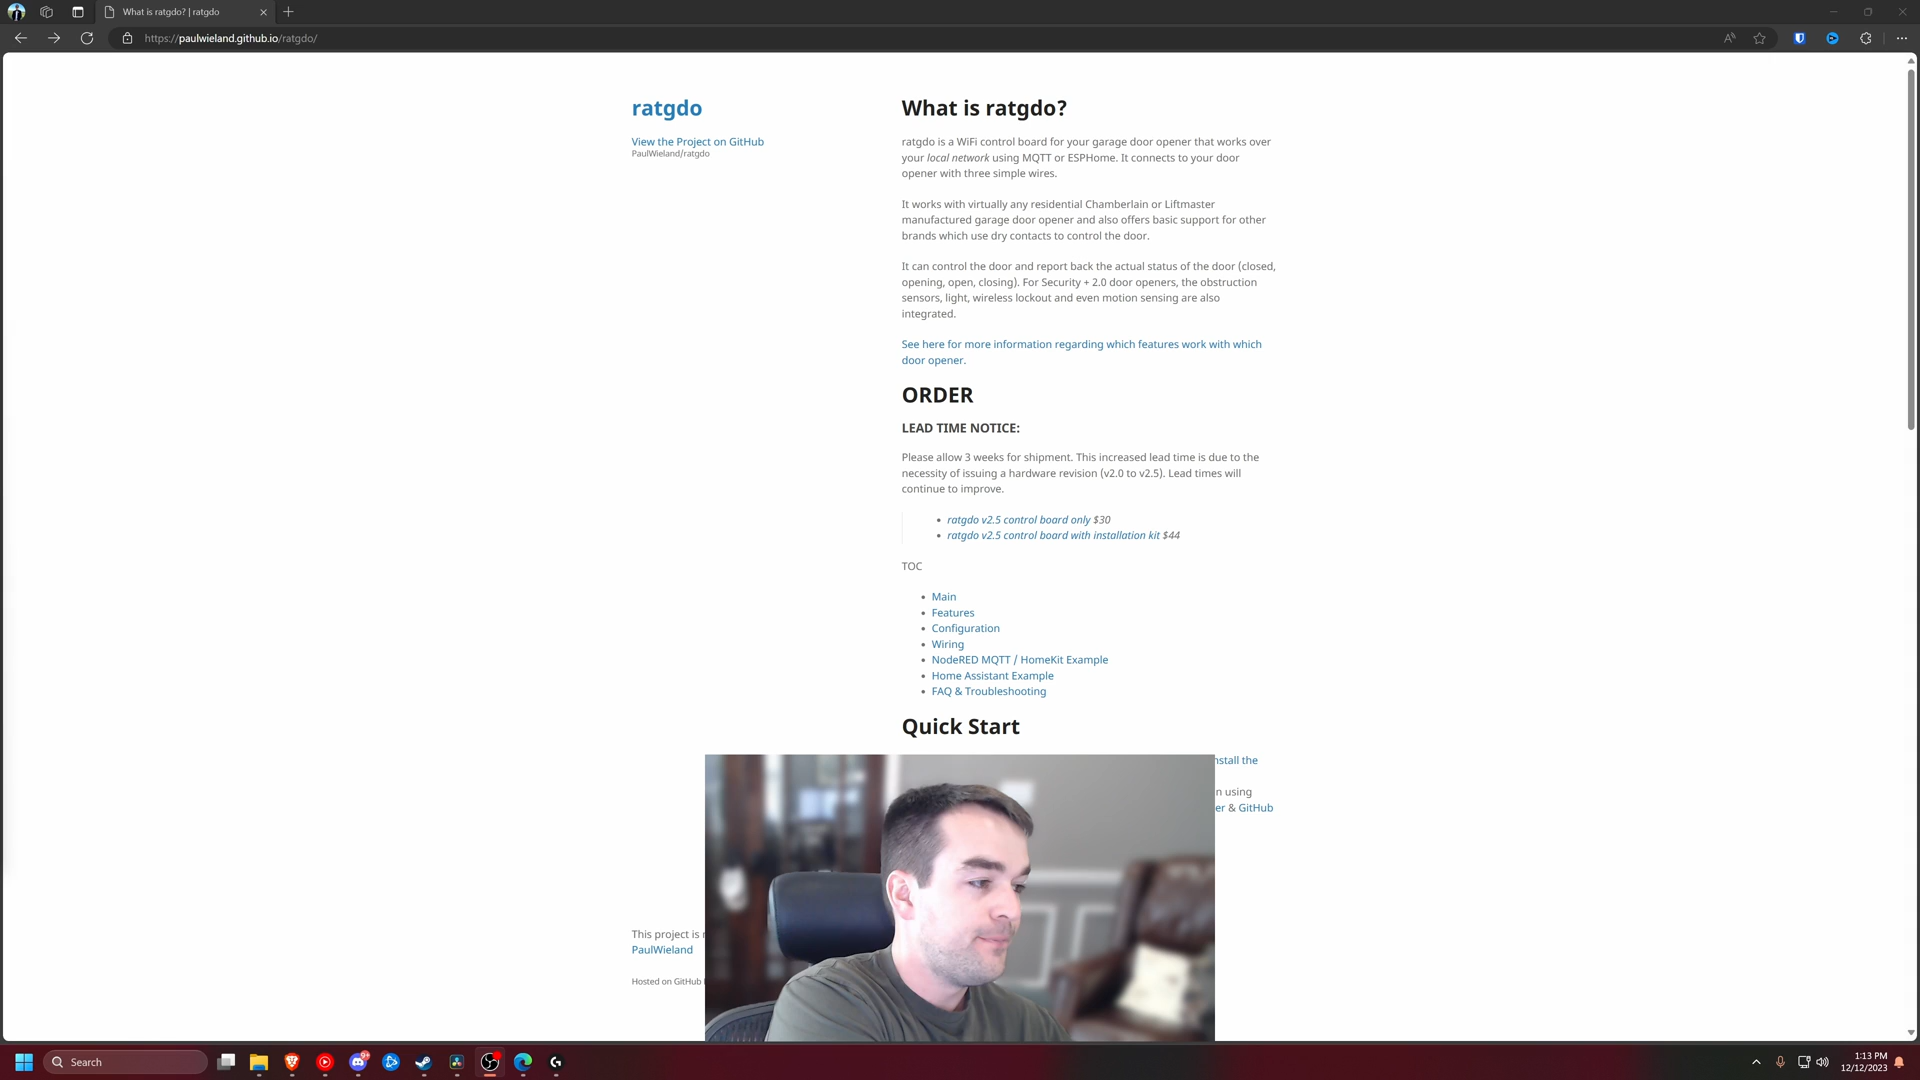 What is ratgdo? | ratgdo
https://paulwieland.github.io/ratgdo/
ratgdo
View the Project on GitHub
PaulWieland/ratgdo
What is ratgdo?
ratgdo is a WiFi control board for your garage door opener that works over
your local network using MQTT or ESPHome. It connects to your door
opener with three simple wires.
It works with virtually any residential Chamberlain or Liftmaster
manufactured garage door opener and also offers basic support for other
brands which use dry contacts to control the door.
It can control the door and report back the actual status of the door (closed,
opening, open, closing). For Security + 2.0 door openers, the obstruction
sensors, light, wireless lockout and even motion sensing are also
integrated.
See here for more information regarding which features work with which
door opener.
ORDER
LEAD TIME NOTICE:
Please allow 3 weeks for shipment. This increased lead time is due to the
necessity of issuing a hardware revision (v2.0 to v2.5). Lead times will
continue to improve.
• ratgdo v2.5 control board only $30
• ratgdo v2.5 control board with installation kit $44
TOC
• Main
• Features
• Configuration
• Wiring
• NodeRED MQTT / HomeKit Example
• Home Assistant Example
• FAQ & Troubleshooting
Quick Start
the
using
& GitHub
This project is
PaulWieland
Hosted on GitHub
Search
1:13 PM
12/12/2023